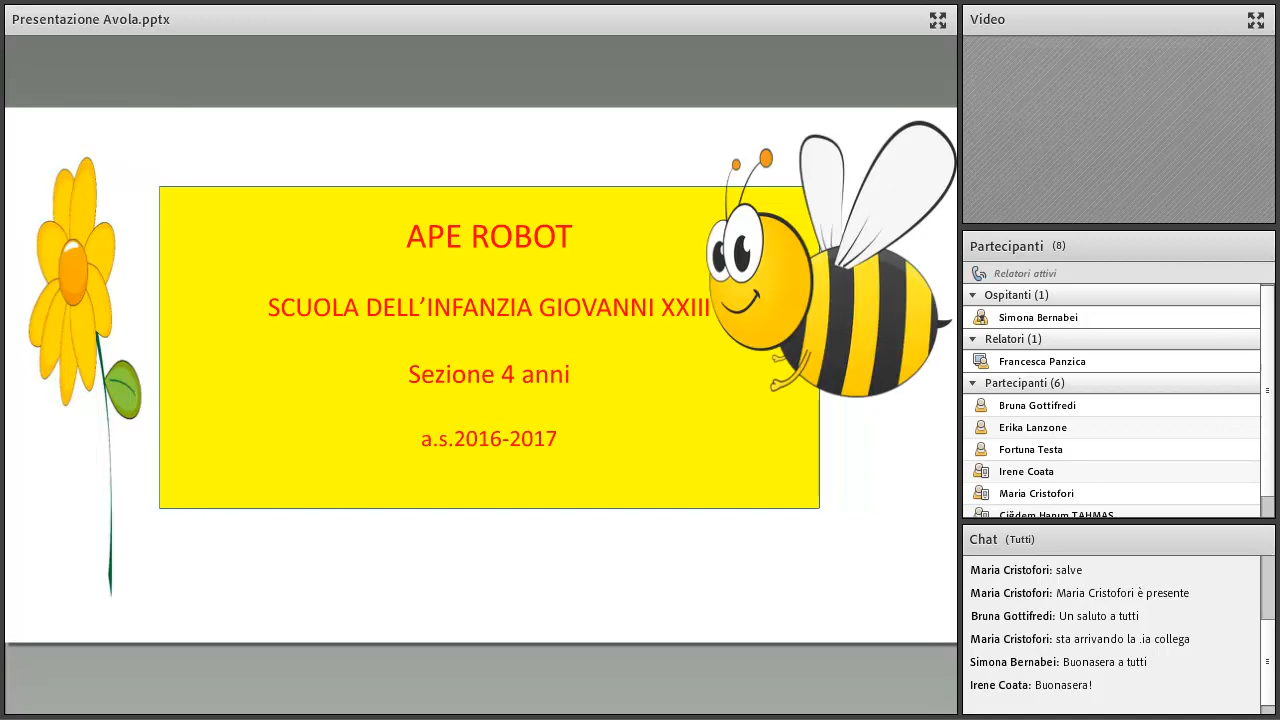 Presentazione Avola.pptx
APE ROBOT
SCUOLA DELL'INFANZIA GIOVANNI XXIII
Sezione 4 anni
a.s.2016-2017
Video
Partecipanti (8)
Relatori attivi
Ospitanti (1)
Simona Bernabei
Relatori (1)
Francesca Panzica
Partecipanti (6)
Bruna Gottifredi
Erika Lanzone
Fortuna Testa
Irene Coata
Maria Cristofori
Çiğdem Hanım TAHMAS
Chat (Tutti)
Maria Cristofori: salve
Maria Cristofori: Maria Cristofori è presente
Bruna Gottifredi: Un saluto a tutti
Maria Cristofori: sta arrivando la .ia collega
Simona Bernabei: Buonasera a tutti
Irene Coata: Buonasera!